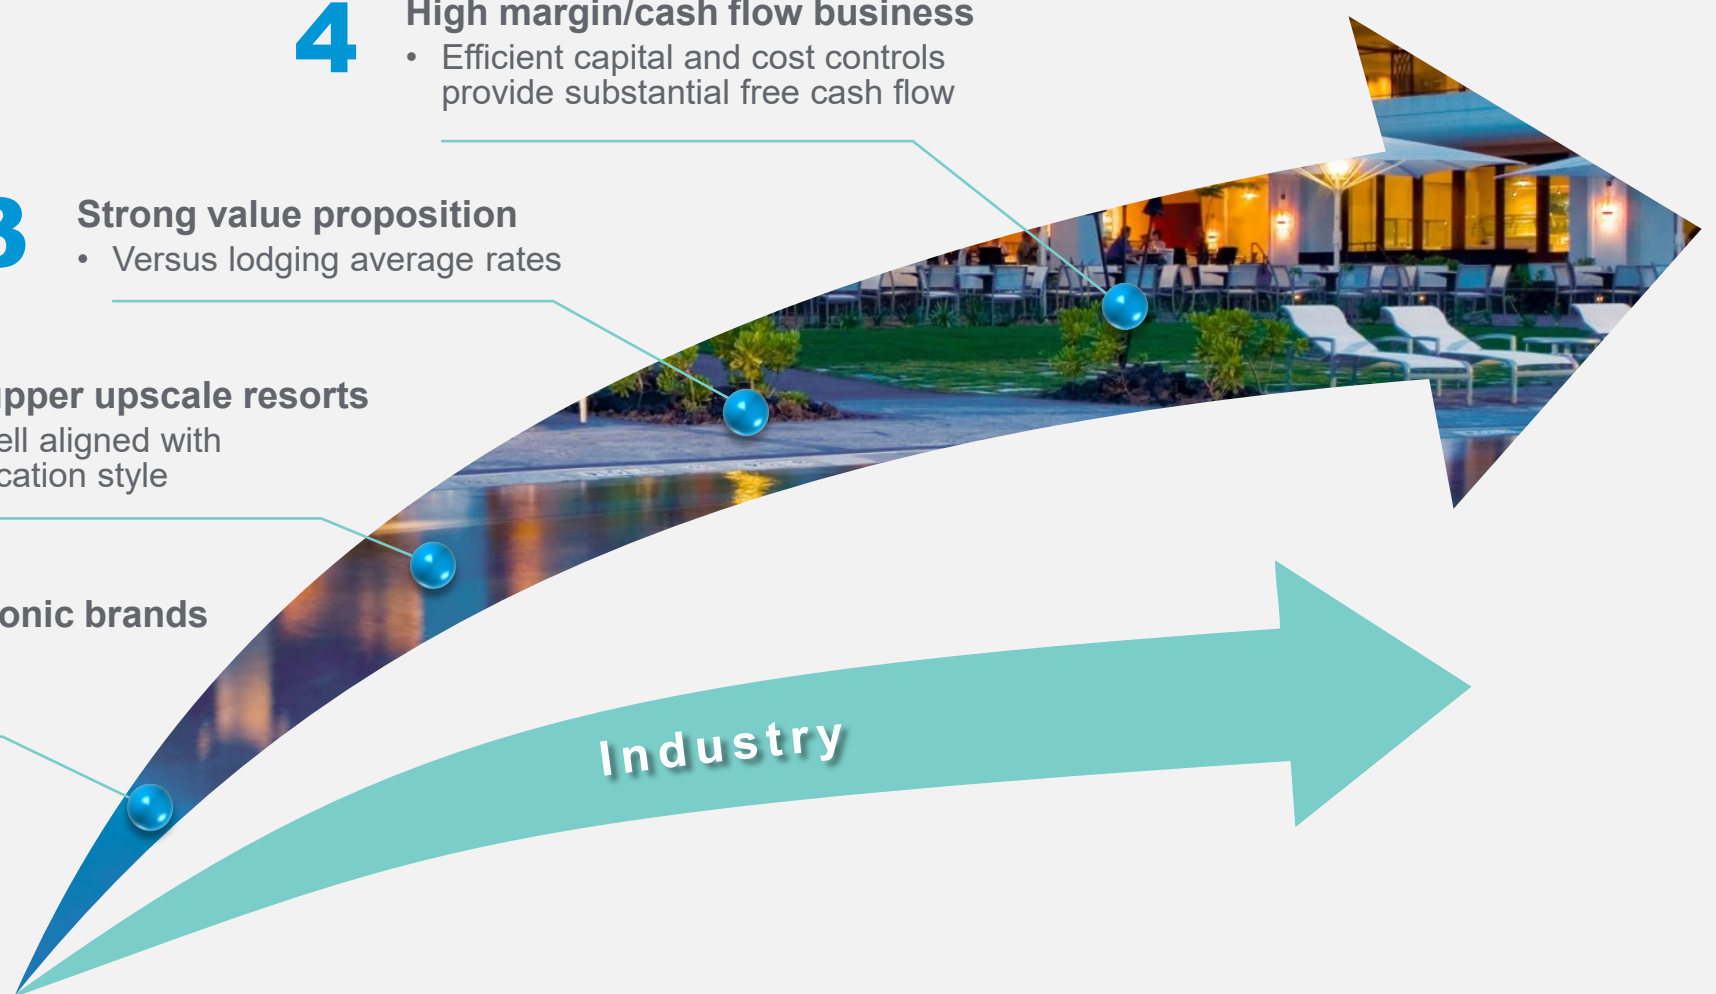 4
High margin/cash flow business
• Efficient capital and cost controls
provide substantial free cash flow
3
Strong value proposition
• Versus lodging average rates
upper upscale resorts
ell aligned with
cation style
onic brands
Industry